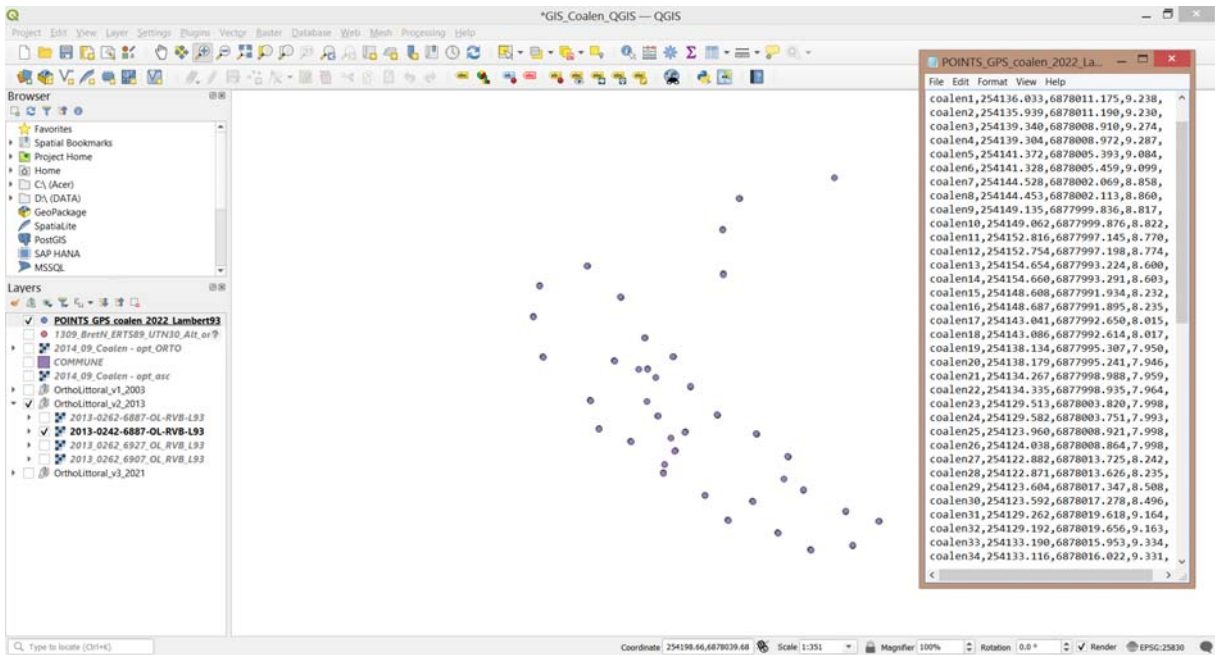 *GIS_Coalen_QGIS — QGIS
Project Edit View Layer Settings Plugins Vector Raster Database Web Mesh Processing Help
Browser
Favorites
Spatial Bookmarks
Project Home
Home
C:\ (Acer)
D:\ (DATA)
GeoPackage
SpatiaLite
PostGIS
SAP HANA
MSSQL
Layers
POINTS GPS coalen 2022 Lambert93
1309_BretN_ERTS89_UTN30_Alt_or
2014_09_Coalen - opt_ORTO
COMMUNE
2014_09_Coalen - opt_asc
OrthoLittoral_v1_2003
OrthoLittoral_v2_2013
2013-0262-6887-OL-RVB-L93
2013-0242-6887-OL-RVB-L93
2013_0262_6927_OL_RVB_L93
2013_0262_6907_OL_RVB_L93
OrthoLittoral_v3_2021
POINTS_GPS_coalen_2022_La...
File Edit Format View Help
coalen1,254136.033,6878011.175,9.238,
coalen2,254135.939,6878011.190,9.230,
coalen3,254139.340,6878008.910,9.274,
coalen4,254139.304,6878008.972,9.287,
coalen5,254141.372,6878005.393,9.084,
coalen6,254141.328,6878005.459,9.099,
coalen7,254144.528,6878002.069,8.858,
coalen8,254144.453,6878002.113,8.860,
coalen9,254149.135,6877999.836,8.817,
coalen10,254149.062,6877999.876,8.822,
coalen11,254152.816,6877997.145,8.770,
coalen12,254152.754,6877997.198,8.774,
coalen13,254154.654,6877993.224,8.600,
coalen14,254154.660,6877993.291,8.603,
coalen15,254148.608,6877991.934,8.232,
coalen16,254148.687,6877991.895,8.235,
coalen17,254143.041,6877992.650,8.015,
coalen18,254143.086,6877992.614,8.017,
coalen19,254138.134,6877995.307,7.950,
coalen20,254138.179,6877995.241,7.946,
coalen21,254134.267,6877998.988,7.959,
coalen22,254134.335,6877998.935,7.964,
coalen23,254129.513,6878003.820,7.998,
coalen24,254129.582,6878003.751,7.993,
coalen25,254123.960,6878008.921,7.998,
coalen26,254124.038,6878008.864,7.998,
coalen27,254122.882,6878013.725,8.242,
coalen28,254122.871,6878013.626,8.235,
coalen29,254123.604,6878017.347,8.508,
coalen30,254123.592,6878017.278,8.496,
coalen31,254129.262,6878019.618,9.164,
coalen32,254129.192,6878019.656,9.163,
coalen33,254133.190,6878015.953,9.334,
coalen34,254133.116,6878016.022,9.331,
Type to locate (Ctrl+K) Coordinate 254198.66,6878039.68 Scale 1:351 Magnifier 100% Rotation 0.0 ° Render EPSG:25830